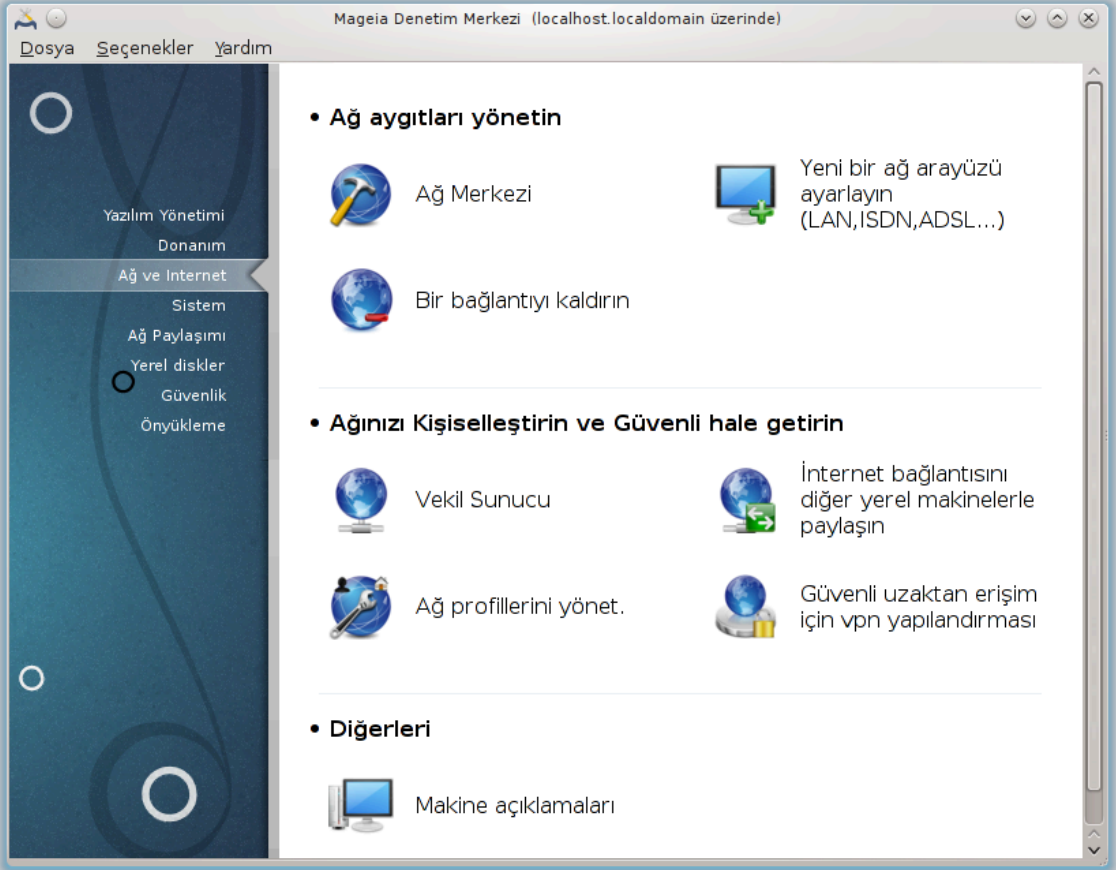 Mageia Denetim Merkezi (localhost.localdomain üzerinde)
Dosya Seçenekler Yardım
Yazılım Yönetimi
Donanım
Ağ ve Internet
Sistem
Ağ Paylaşımı
Yerel diskler
Güvenlik
Önyükleme
• Ağ aygıtları yönetin
Ağ Merkezi
Yeni bir ağ arayüzü
ayarlayın
(LAN,ISDN,ADSL...)
Bir bağlantıyı kaldırın
• Ağınızı Kişiselleştirin ve Güvenli hale getirin
Vekil Sunucu
İnternet bağlantısını
diğer yerel makinelerle
paylaşın
Ağ profillerini yönet.
Güvenli uzaktan erişim
için vpn yapılandırması
• Diğerleri
Makine açıklamaları